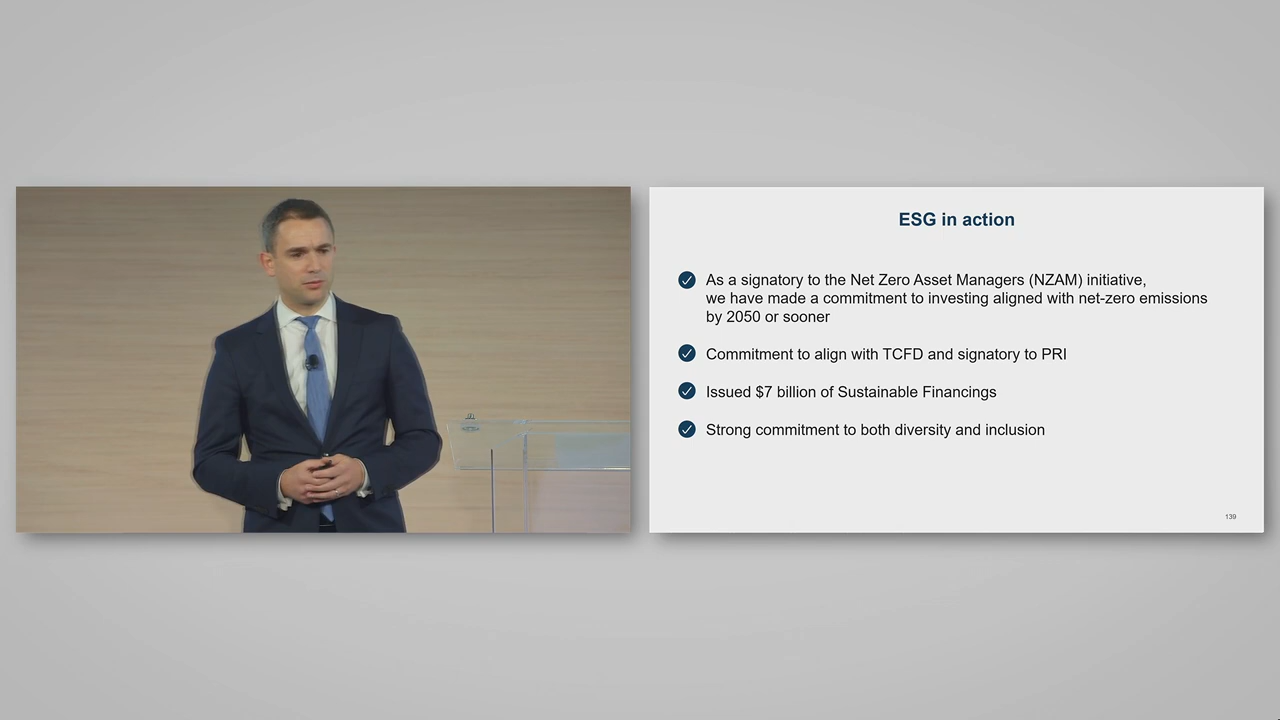 ESG in action
As a signatory to the Net Zero Asset Managers (NZAM) initiative,
we have made a commitment to investing aligned with net-zero emissions
by 2050 or sooner
Commitment to align with TCFD and signatory to PRI
Issued $7 billion of Sustainable Financings
Strong commitment to both diversity and inclusion
139